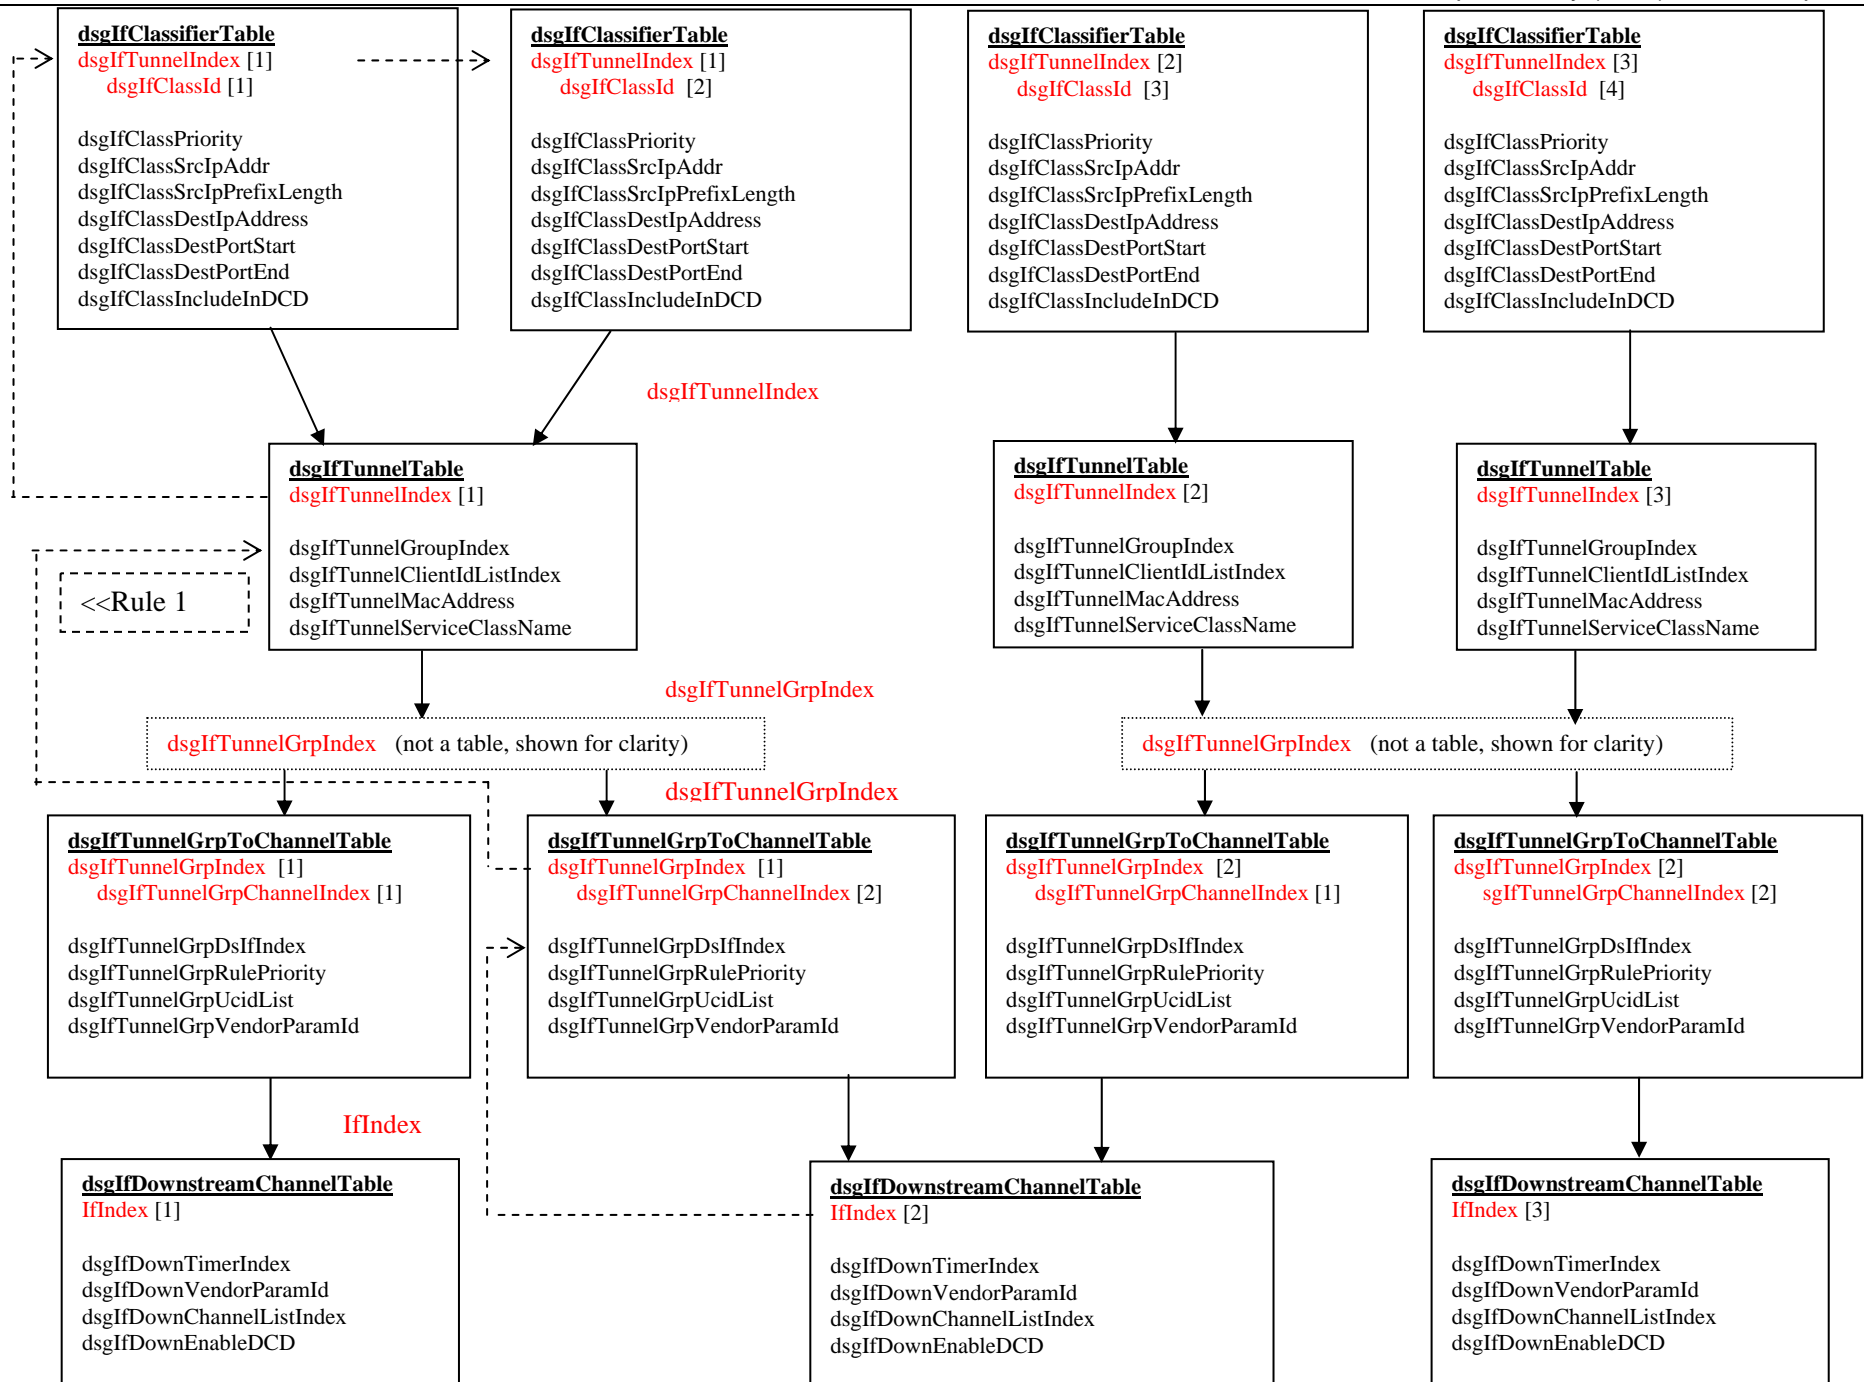 dsgIfClassifierTable
dsgIfTunnelIndex [1]
dsgIfClassId [1]
dsgIfClassPriority
dsgIfClassSrcIpAddr
dsgIfClassSrcIpPrefixLength
dsgIfClassDestIpAddress
dsgIfClassDestPortStart
dsgIfClassDestPortEnd
dsgIfClassIncludeInDCD
dsgIfClassifierTable
dsgIfTunnelIndex [1]
dsgIfClassId [2]
dsgIfClassPriority
dsgIfClassSrcIpAddr
dsgIfClassSrcIpPrefixLength
dsgIfClassDestIpAddress
dsgIfClassDestPortStart
dsgIfClassDestPortEnd
dsgIfClassIncludeInDCD
dsgIfClassifierTable
dsgIfTunnelIndex [2]
dsgIfClassId [3]
dsgIfClassPriority
dsgIfClassSrcIpAddr
dsgIfClassSrcIpPrefixLength
dsgIfClassDestIpAddress
dsgIfClassDestPortStart
dsgIfClassDestPortEnd
dsgIfClassIncludeInDCD
dsgIfClassifierTable
dsgIfTunnelIndex [3]
dsgIfClassId [4]
dsgIfClassPriority
dsgIfClassSrcIpAddr
dsgIfClassSrcIpPrefixLength
dsgIfClassDestIpAddress
dsgIfClassDestPortStart
dsgIfClassDestPortEnd
dsgIfClassIncludeInDCD
dsgIfTunnelIndex
dsgIfTunnelTable
dsgIfTunnelIndex [1]
dsgIfTunnelGroupIndex
dsgIfTunnelClientIdListIndex
dsgIfTunnelMacAddress
dsgIfTunnelServiceClassName
<<Rule 1
dsgIfTunnelTable
dsgIfTunnelIndex [2]
dsgIfTunnelGroupIndex
dsgIfTunnelClientIdListIndex
dsgIfTunnelMacAddress
dsgIfTunnelServiceClassName
dsgIfTunnelTable
dsgIfTunnelIndex [3]
dsgIfTunnelGroupIndex
dsgIfTunnelClientIdListIndex
dsgIfTunnelMacAddress
dsgIfTunnelServiceClassName
dsgIfTunnelGrpIndex
dsgIfTunnelGrpIndex (not a table, shown for clarity)
dsgIfTunnelGrpIndex (not a table, shown for clarity)
dsgIfTunnelGrpIndex
dsgIfTunnelGrpToChannelTable
dsgIfTunnelGrpIndex [1]
dsgIfTunnelGrpChannelIndex [1]
dsgIfTunnelGrpDsIfIndex
dsgIfTunnelGrpRulePriority
dsgIfTunnelGrpUcidList
dsgIfTunnelGrpVendorParamId
dsgIfTunnelGrpToChannelTable
dsgIfTunnelGrpIndex [1]
dsgIfTunnelGrpChannelIndex [2]
dsgIfTunnelGrpDsIfIndex
dsgIfTunnelGrpRulePriority
dsgIfTunnelGrpUcidList
dsgIfTunnelGrpVendorParamId
dsgIfTunnelGrpToChannelTable
dsgIfTunnelGrpIndex [2]
dsgIfTunnelGrpChannelIndex [1]
dsgIfTunnelGrpDsIfIndex
dsgIfTunnelGrpRulePriority
dsgIfTunnelGrpUcidList
dsgIfTunnelGrpVendorParamId
dsgIfTunnelGrpToChannelTable
dsgIfTunnelGrpIndex [2]
sgIfTunnelGrpChannelIndex [2]
dsgIfTunnelGrpDsIfIndex
dsgIfTunnelGrpRulePriority
dsgIfTunnelGrpUcidList
dsgIfTunnelGrpVendorParamId
IfIndex
dsgIfDownstreamChannelTable
IfIndex [1]
dsgIfDownTimerIndex
dsgIfDownVendorParamId
dsgIfDownChannelListIndex
dsgIfDownEnableDCD
dsgIfDownstreamChannelTable
IfIndex [2]
dsgIfDownTimerIndex
dsgIfDownVendorParamId
dsgIfDownChannelListIndex
dsgIfDownEnableDCD
dsgIfDownstreamChannelTable
IfIndex [3]
dsgIfDownTimerIndex
dsgIfDownVendorParamId
dsgIfDownChannelListIndex
dsgIfDownEnableDCD